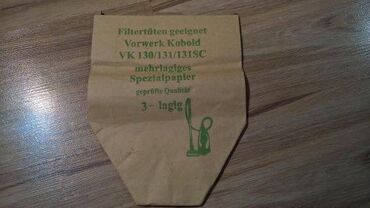 Filtertüten geeignet
Vorwerk Kobold
VK 130/131/131SC
mehrlagiges
Spezialpapier
geprüfte Qualität
3- lagig